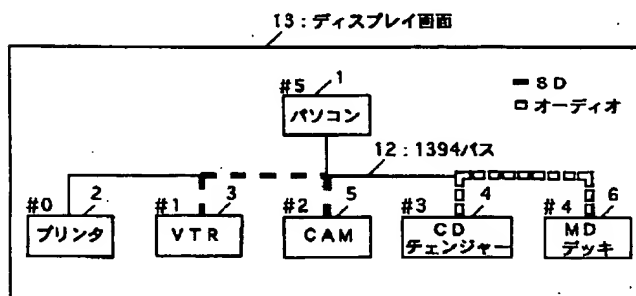 13：ディスプレイ画面
#5 1
パソコン
SD
オーディオ
12：1394バス
#0 2
プリンタ
#1 3
VTR
#2 5
CAM
#3 4
CD
チェンジャー
#4 6
MD
デッキ